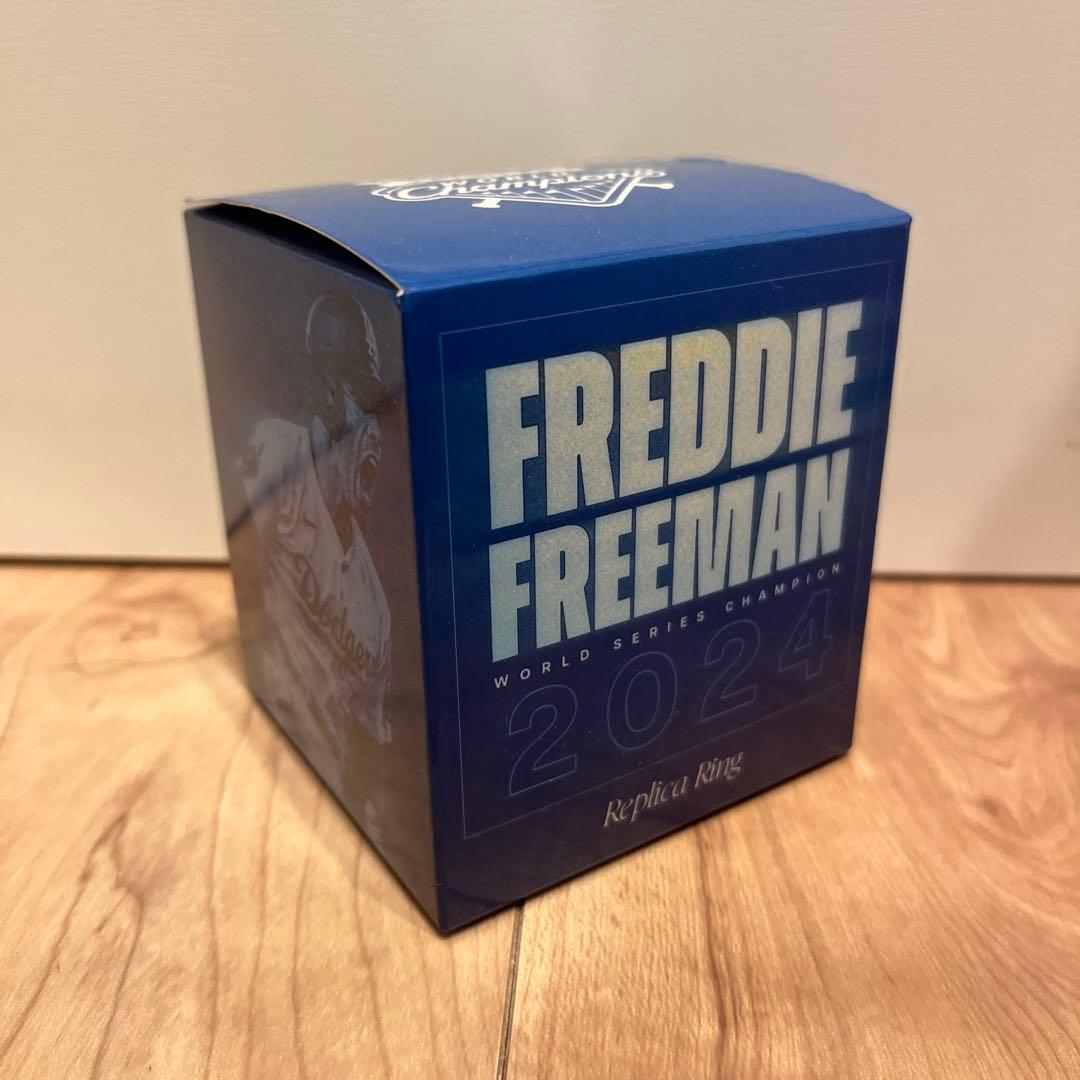 Champions
FREDDIE
FREEMAN
WORLD SERIES CHAMPION
2024
Replica Ring
Dodgers